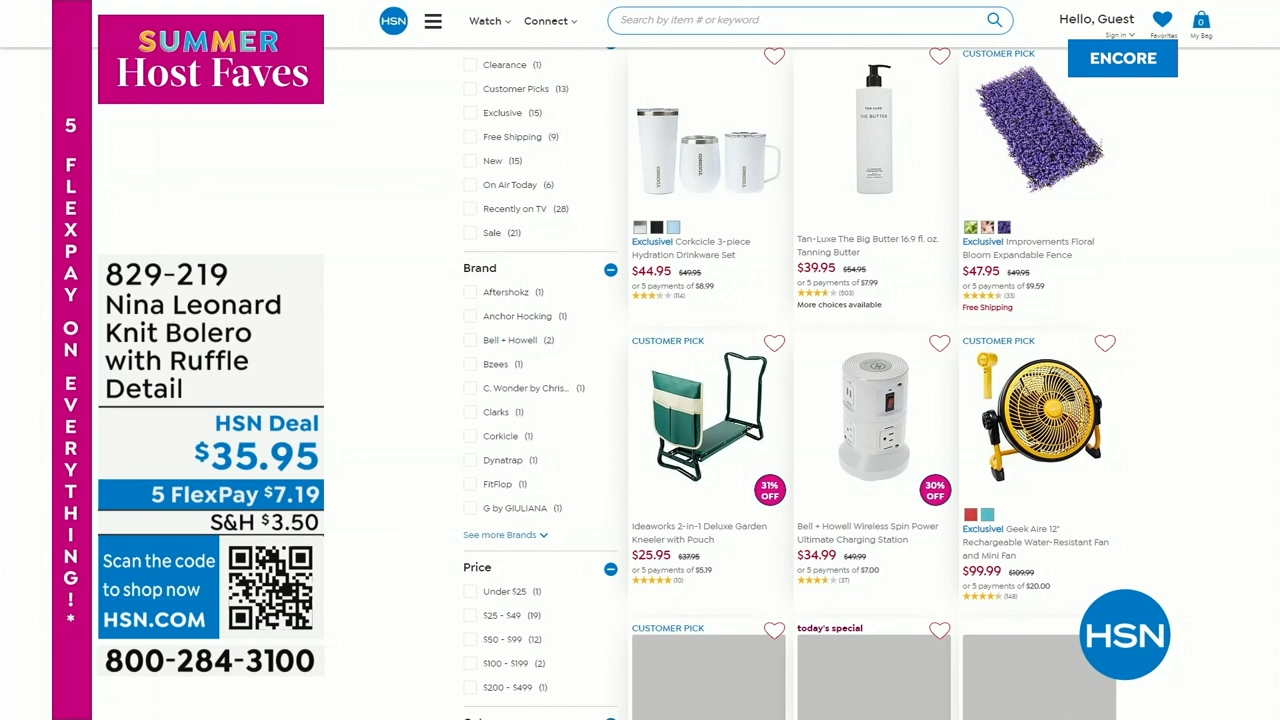 SUMMER
Host Faves
5 FLEXPAY ON EVERYTHING!*
829-219
Nina Leonard
Knit Bolero
with Ruffle
Detail
HSN Deal
$35.95
5 FlexPay $7.19
S&H $3.50
Scan the code
to shop now
HSN.COM
800-284-3100
HSN
Watch
Connect
Search by item # or keyword
Hello, Guest
Sign In
Favorites
0
My Bag
ENCORE
Clearance (1)
Customer Picks (13)
Exclusive (15)
Free Shipping (9)
New (15)
On Air Today (6)
Recently on TV (28)
Sale (21)
Brand
Aftershokz (1)
Anchor Hocking (1)
Bell + Howell (2)
Bzees (1)
C. Wonder by Chris... (1)
Clarks (1)
Corkcicle (1)
Dynatrap (1)
FitFlop (1)
G by GIULIANA (1)
See more Brands
Price
Under $25 (1)
$25 - $49 (19)
$50 - $99 (12)
$100 - $199 (2)
$200 - $499 (1)
CORKCICLE
CORKCICLE
CORKCICLE
Exclusive! Corkcicle 3-piece
Hydration Drinkware Set
$44.95 $49.95
or 5 payments of $8.99
(114)
TAN-LUXE
THE BUTTER
Tan-Luxe The Big Butter 16.9 fl. oz.
Tanning Butter
$39.95 $54.95
or 5 payments of $7.99
(503)
More choices available
CUSTOMER PICK
Exclusive! Improvements Floral
Bloom Expandable Fence
$47.95 $49.95
or 5 payments of $9.59
(33)
Free Shipping
CUSTOMER PICK
31%
OFF
Ideaworks 2-in-1 Deluxe Garden
Kneeler with Pouch
$25.95 $37.95
or 5 payments of $5.19
(10)
30%
OFF
Bell + Howell Wireless Spin Power
Ultimate Charging Station
$34.99 $49.99
or 5 payments of $7.00
(37)
CUSTOMER PICK
Exclusive! Geek Aire 12"
Rechargeable Water-Resistant Fan
and Mini Fan
$99.99 $109.99
or 5 payments of $20.00
(148)
CUSTOMER PICK
today's special
HSN